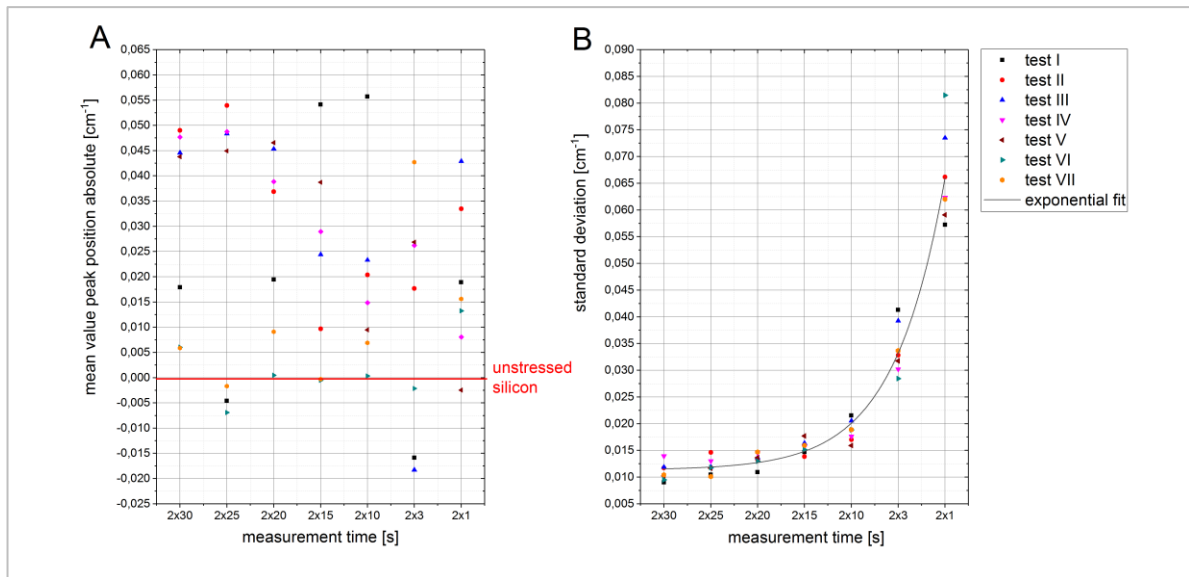 A
0,065
0,060
0,055
0,050
0,045
0,040
0,035
0,030
0,025
0,020
0,015
0,010
0,005
0,000
-0,005
-0,010
-0,015
-0,020
-0,025
mean value peak position absolute [cm⁻¹]
2x30 2x25 2x20 2x15 2x10 2x3 2x1
measurement time [s]
unstressed
silicon
B
0,090
0,085
0,080
0,075
0,070
0,065
0,060
0,055
0,050
0,045
0,040
0,035
0,030
0,025
0,020
0,015
0,010
0,005
standard deviation [cm⁻¹]
2x30 2x25 2x20 2x15 2x10 2x3 2x1
measurement time [s]
test I
test II
test III
test IV
test V
test VI
test VII
exponential fit